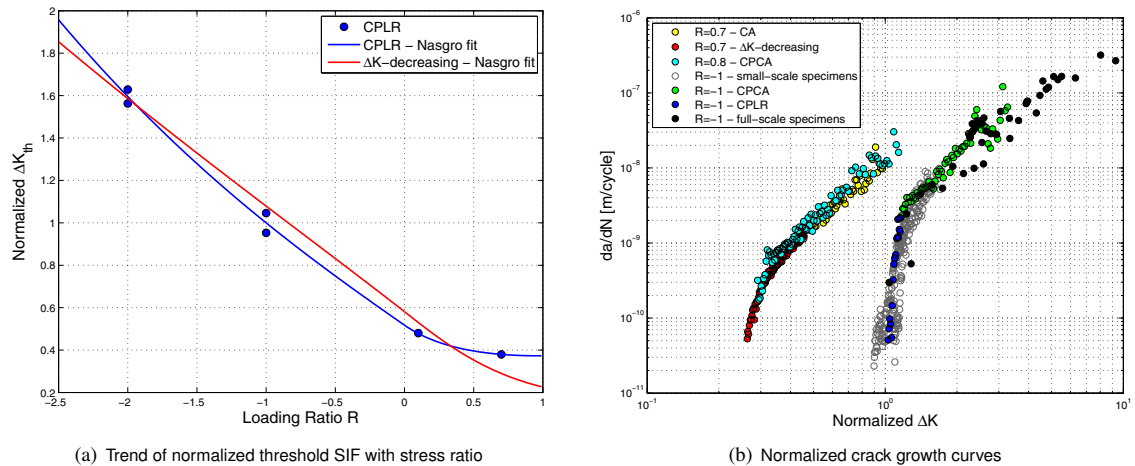 2
1.8
1.6
1.4
1.2
1
0.8
0.6
0.4
0.2
Normalized ΔK_th
−2.5 −2 −1.5 −1 −0.5 0 0.5 1
Loading Ratio R
CPLR
CPLR − Nasgro fit
ΔK−decreasing − Nasgro fit
(a) Trend of normalized threshold SIF with stress ratio
10^−6
10^−7
10^−8
10^−9
10^−10
10^−11
da/dN [m/cycle]
10^−1 10^0 10^1
Normalized ΔK
R=0.7 − CA
R=0.7 − ΔK−decreasing
R=0.8 − CPCA
R=−1 − small−scale specimens
R=−1 − CPCA
R=−1 − CPLR
R=−1 − full−scale specimens
(b) Normalized crack growth curves